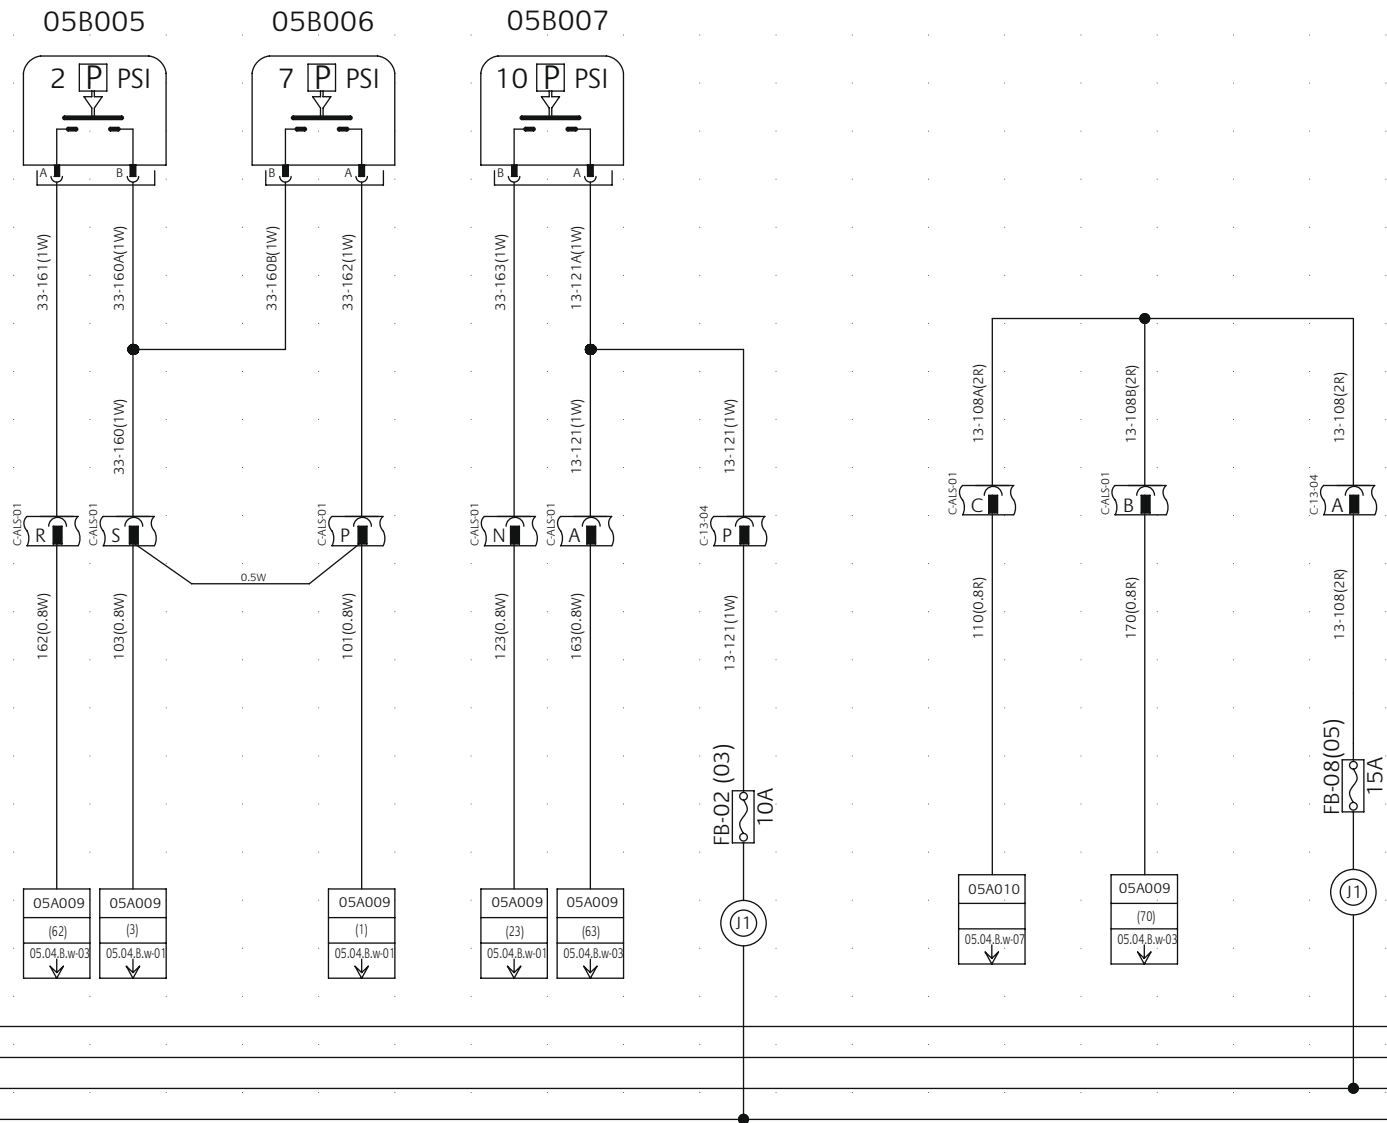 05B005
05B006
05B007
2 P PSI
7 P PSI
10 P PSI
A
B
B
A
B
A
33-161(1W)
33-160A(1W)
33-160B(1W)
33-162(1W)
33-163(1W)
13-121A(1W)
33-160(1W)
13-121(1W)
13-121(1W)
13-108A(2R)
13-108B(2R)
13-108(2R)
C-ALS-01
C
C-ALS-01
B
C-13-04
A
C-ALS-01
R
C-ALS-01
S
C-ALS-01
P
C-ALS-01
N
C-ALS-01
A
C-13-04
P
0.5W
162(0.8W)
103(0.8W)
101(0.8W)
123(0.8W)
163(0.8W)
13-121(1W)
110(0.8R)
170(0.8R)
13-108(2R)
FB-02 (03)
10A
FB-08(05)
15A
05A009
(62)
05.04.B.w-03
05A009
(3)
05.04.B.w-01
05A009
(1)
05.04.B.w-01
05A009
(23)
05.04.B.w-01
05A009
(63)
05.04.B.w-03
J1
05A010
05.04.B.w-07
05A009
(70)
05.04.B.w-03
J1